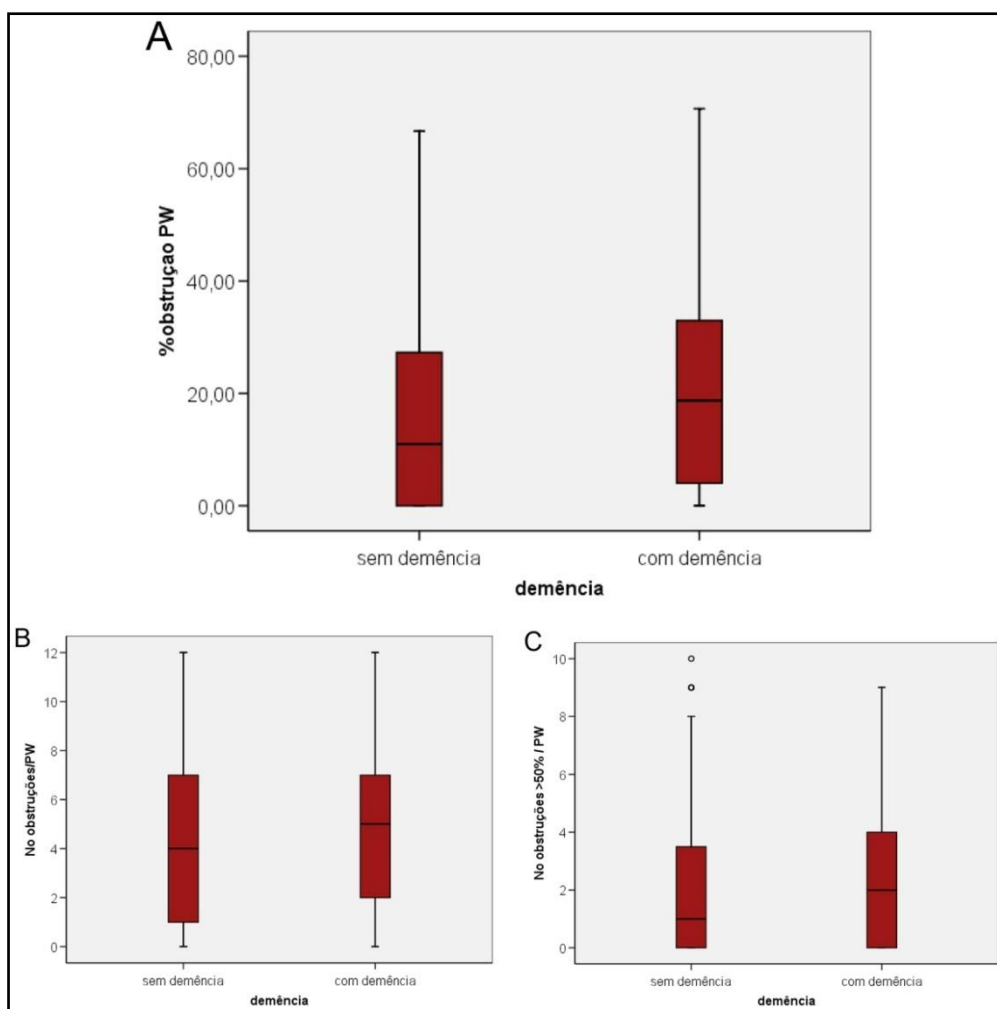 A
80,00
60,00
40,00
20,00
0,00
%obstruçao PW
sem demência com demência
demência
B
12
10
8
6
4
2
0
No obstruções/PW
sem demência com demência
demência
C
10
8
6
4
2
0
No obstruções >50% / PW
sem demência com demência
demência